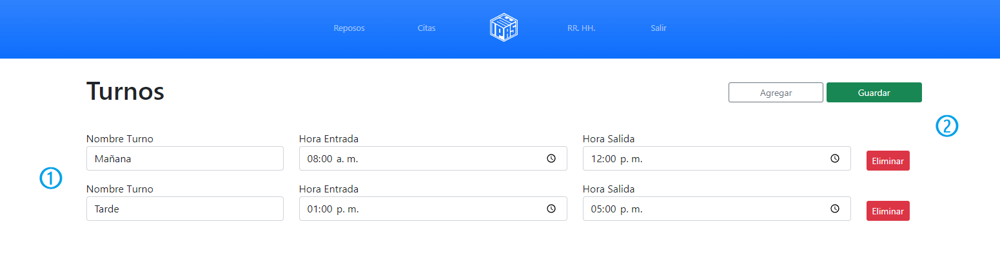 Reposos Citas RR. HH. Salir
Turnos Agregar Guardar
2
Nombre Turno Hora Entrada Hora Salida
Mañana 08:00 a. m. 12:00 p. m. Eliminar
1
Nombre Turno Hora Entrada Hora Salida
Tarde 01:00 p. m. 05:00 p. m. Eliminar